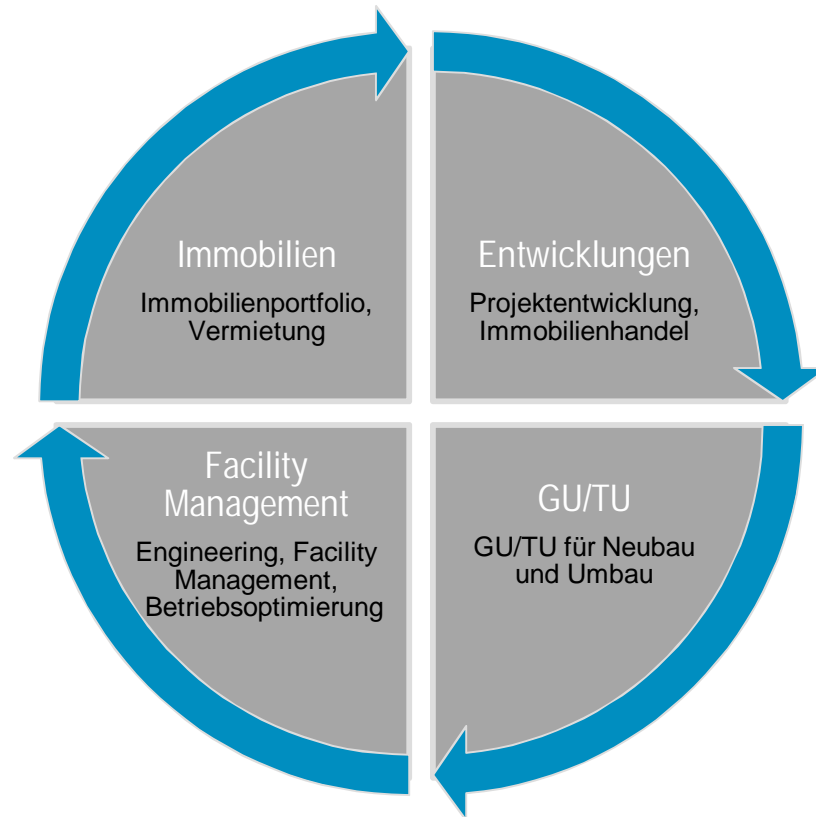 Immobilien
Immobilienportfolio,
Vermietung
Entwicklungen
Projektentwicklung,
Immobilienhandel
Facility
Management
Engineering, Facility
Management,
Betriebsoptimierung
GU/TU
GU/TU für Neubau
und Umbau